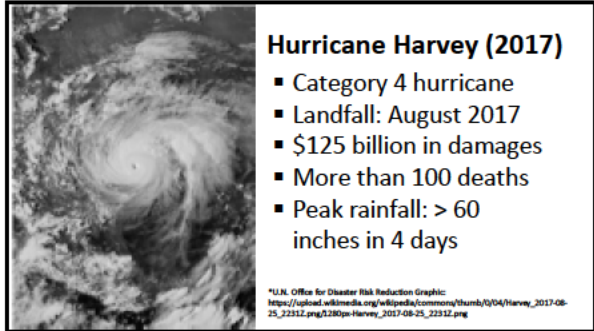 Hurricane Harvey (2017)
▪ Category 4 hurricane
▪ Landfall: August 2017
▪ $125 billion in damages
▪ More than 100 deaths
▪ Peak rainfall: > 60
inches in 4 days
*U.N. Office for Disaster Risk Reduction Graphic:
https://upload.wikimedia.org/wikipedia/commons/thumb/0/04/Harvey_2017-08-
25_2231Z.png/1280px-Harvey_2017-08-25_2231Z.png